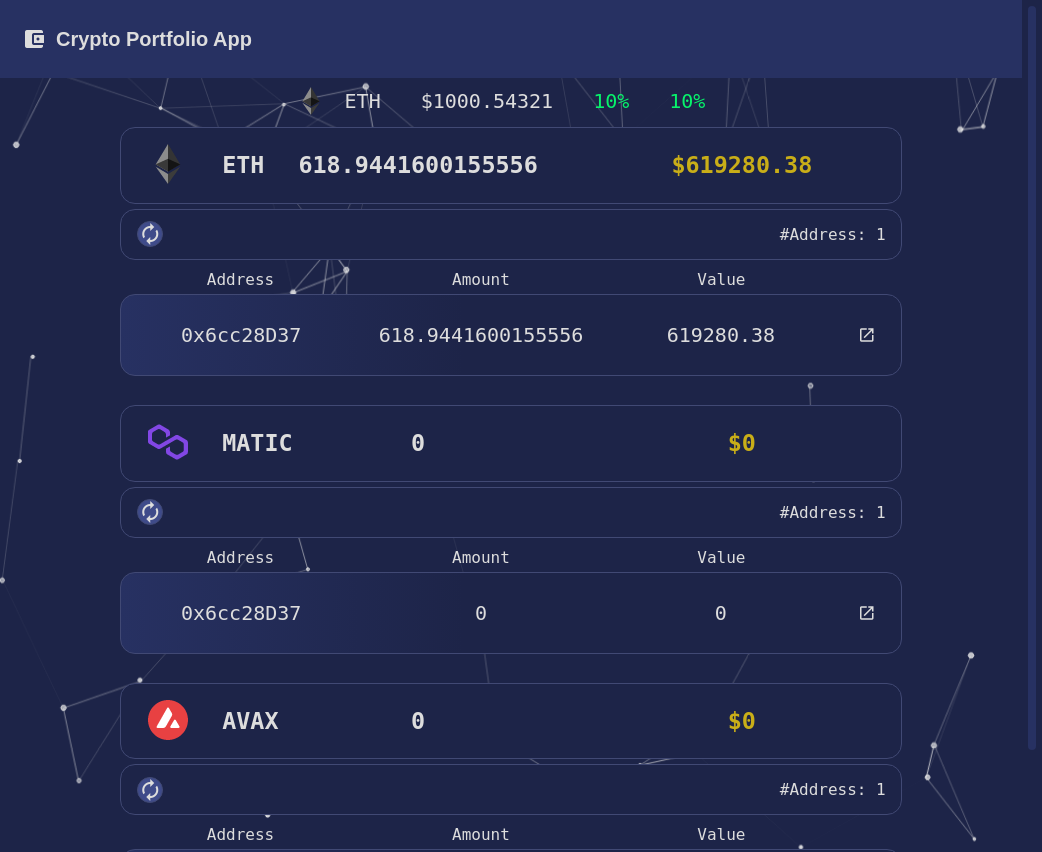 Crypto Portfolio App
ETH $1000.54321 10% 10%
ETH 618.9441600155556 $619280.38
#Address: 1
Address Amount Value
0x6cc28D37 618.9441600155556 619280.38
MATIC 0 $0
#Address: 1
Address Amount Value
0x6cc28D37 0 0
AVAX 0 $0
#Address: 1
Address Amount Value